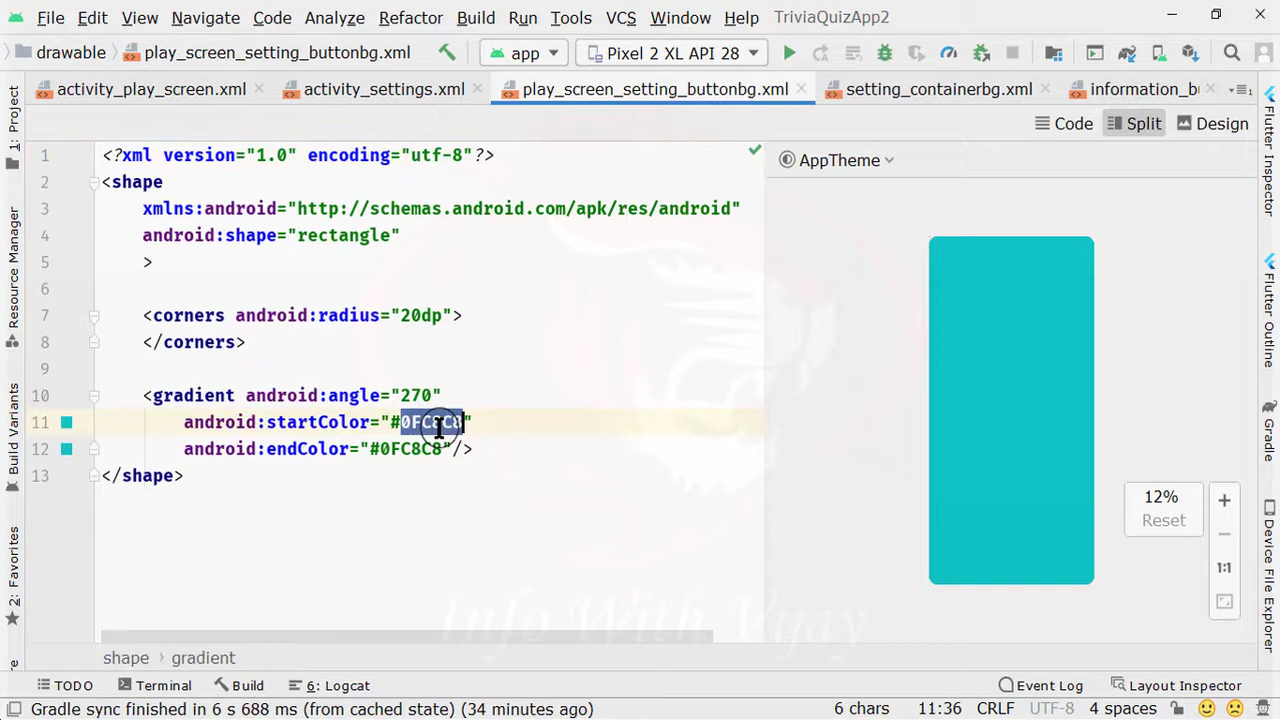 File Edit View Navigate Code Analyze Refactor Build Run Tools VCS Window Help TriviaQuizApp2
drawable play_screen_setting_buttonbg.xml app Pixel 2 XL API 28
activity_play_screen.xml activity_settings.xml play_screen_setting_buttonbg.xml setting_containerbg.xml information_bu
Code Split Design
AppTheme
1 <?xml version="1.0" encoding="utf-8"?>
2 <shape
3 xmlns:android="http://schemas.android.com/apk/res/android"
4 android:shape="rectangle"
5 >
6
7 <corners android:radius="20dp">
8 </corners>
9
10 <gradient android:angle="270"
11 android:startColor="#0FC8C8"
12 android:endColor="#0FC8C8"/>
13 </shape>
12%
Reset
1:1
Info With Vijay
shape gradient
TODO Terminal Build 6: Logcat Event Log Layout Inspector
Gradle sync finished in 6 s 688 ms (from cached state) (34 minutes ago) 6 chars 11:36 CRLF UTF-8 4 spaces
1: Project
Resource Manager
Build Variants
2: Favorites
Flutter Inspector
Flutter Outline
Gradle
Device File Explorer